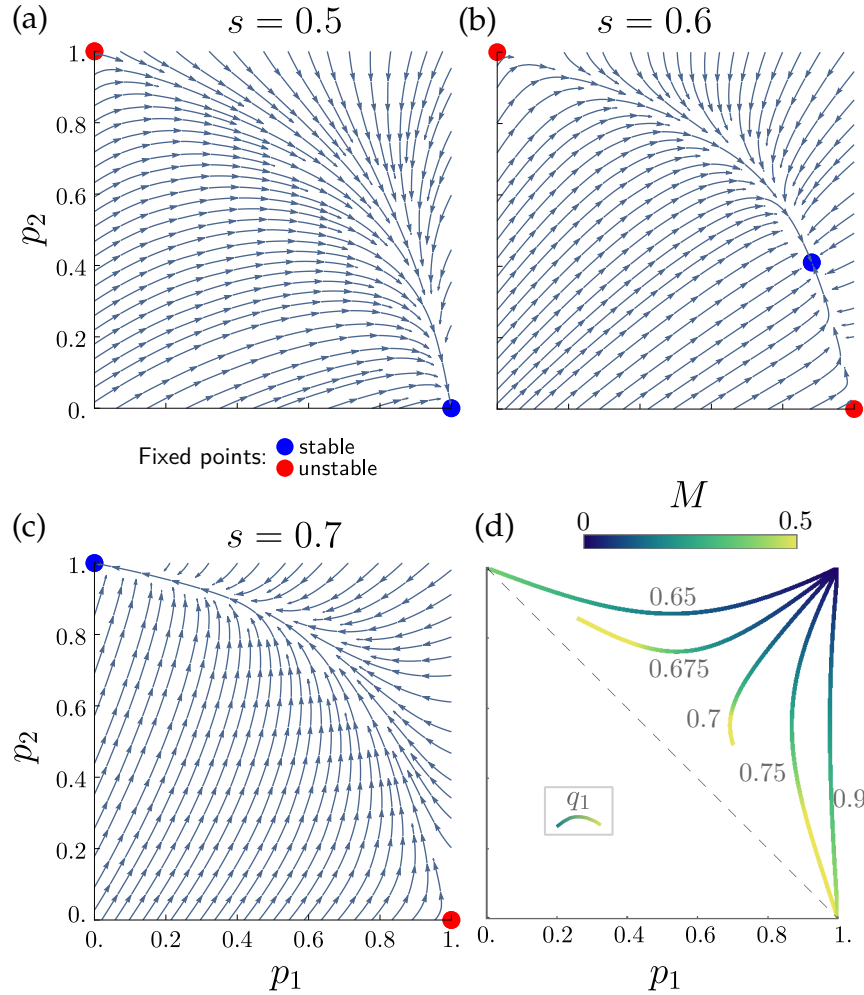 (a)
s = 0.5
1.
0.8
0.6
0.4
0.2
0.
p2
(b)
s = 0.6
Fixed points:
stable
unstable
(c)
s = 0.7
1.
0.8
0.6
0.4
0.2
0.
p2
0. 0.2 0.4 0.6 0.8 1.
p1
(d)
M
0 0.5
0.65
0.675
0.7
0.75
0.9
q1
0. 0.2 0.4 0.6 0.8 1.
p1